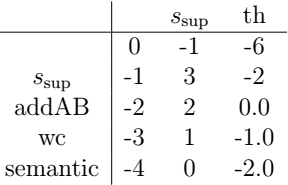 s_sup th
0 -1 -6
s_sup -1 3 -2
addAB -2 2 0.0
wc -3 1 -1.0
semantic -4 0 -2.0